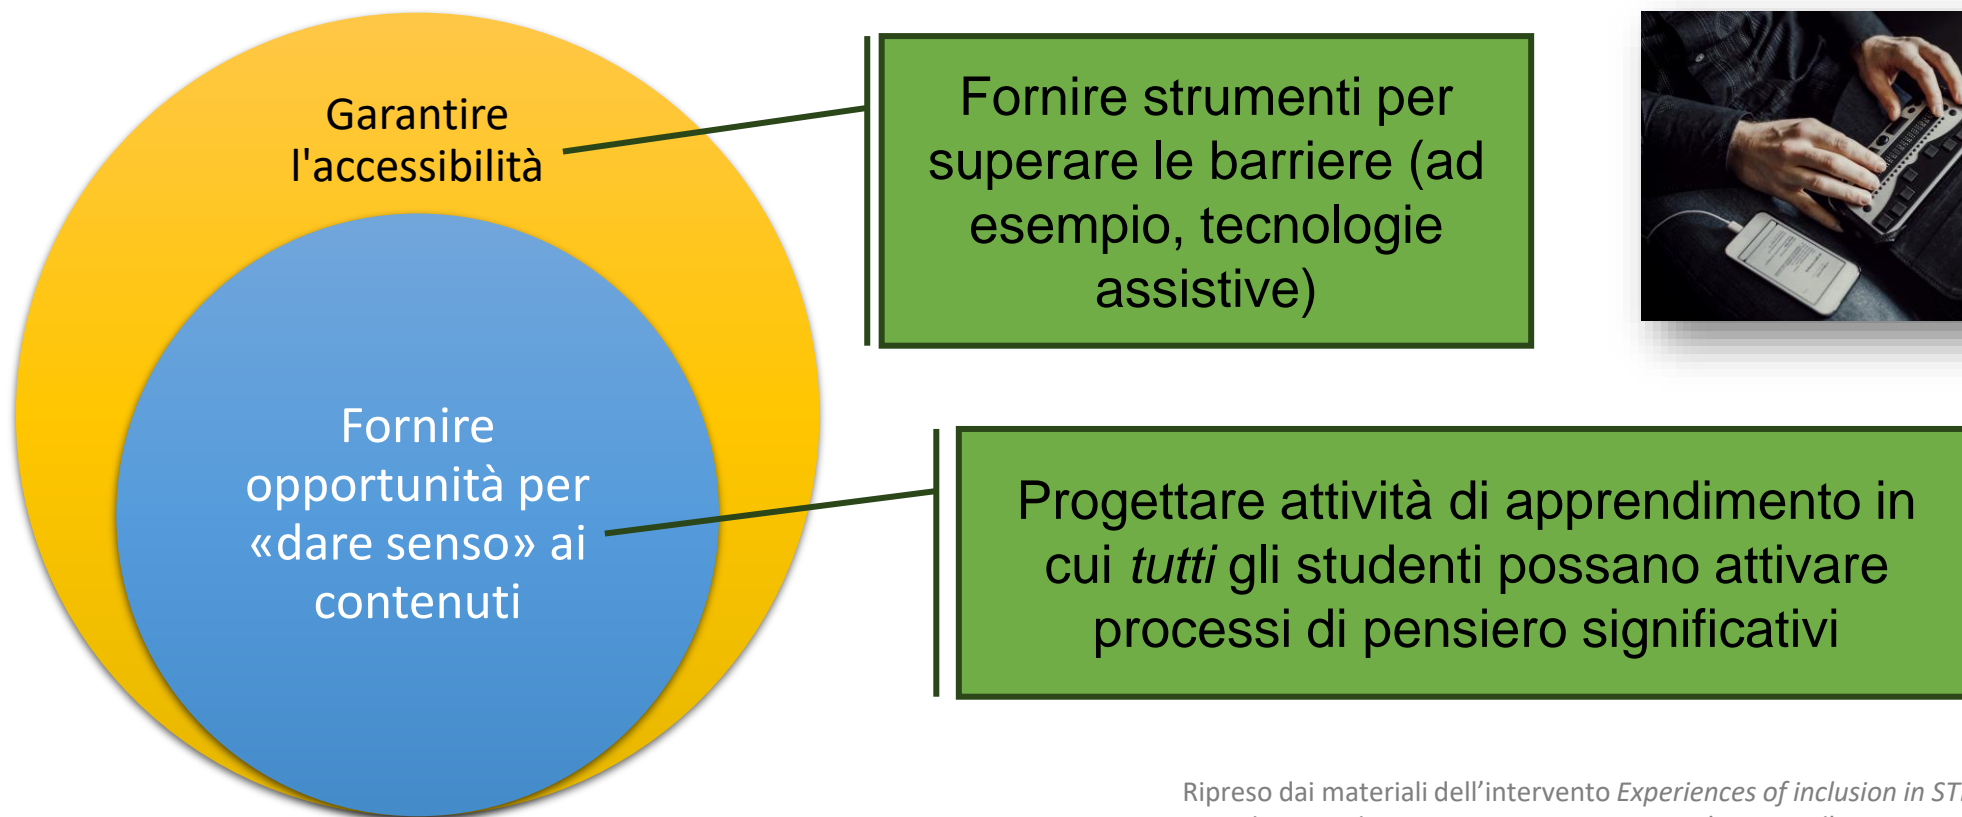 Garantire
l'accessibilità
Fornire strumenti per
superare le barriere (ad
esempio, tecnologie
assistive)
Fornire
opportunità per
«dare senso» ai
contenuti
Progettare attività di apprendimento in
cui tutti gli studenti possano attivare
processi di pensiero significativi
Ripreso dai materiali dell’intervento Experiences of inclusion in